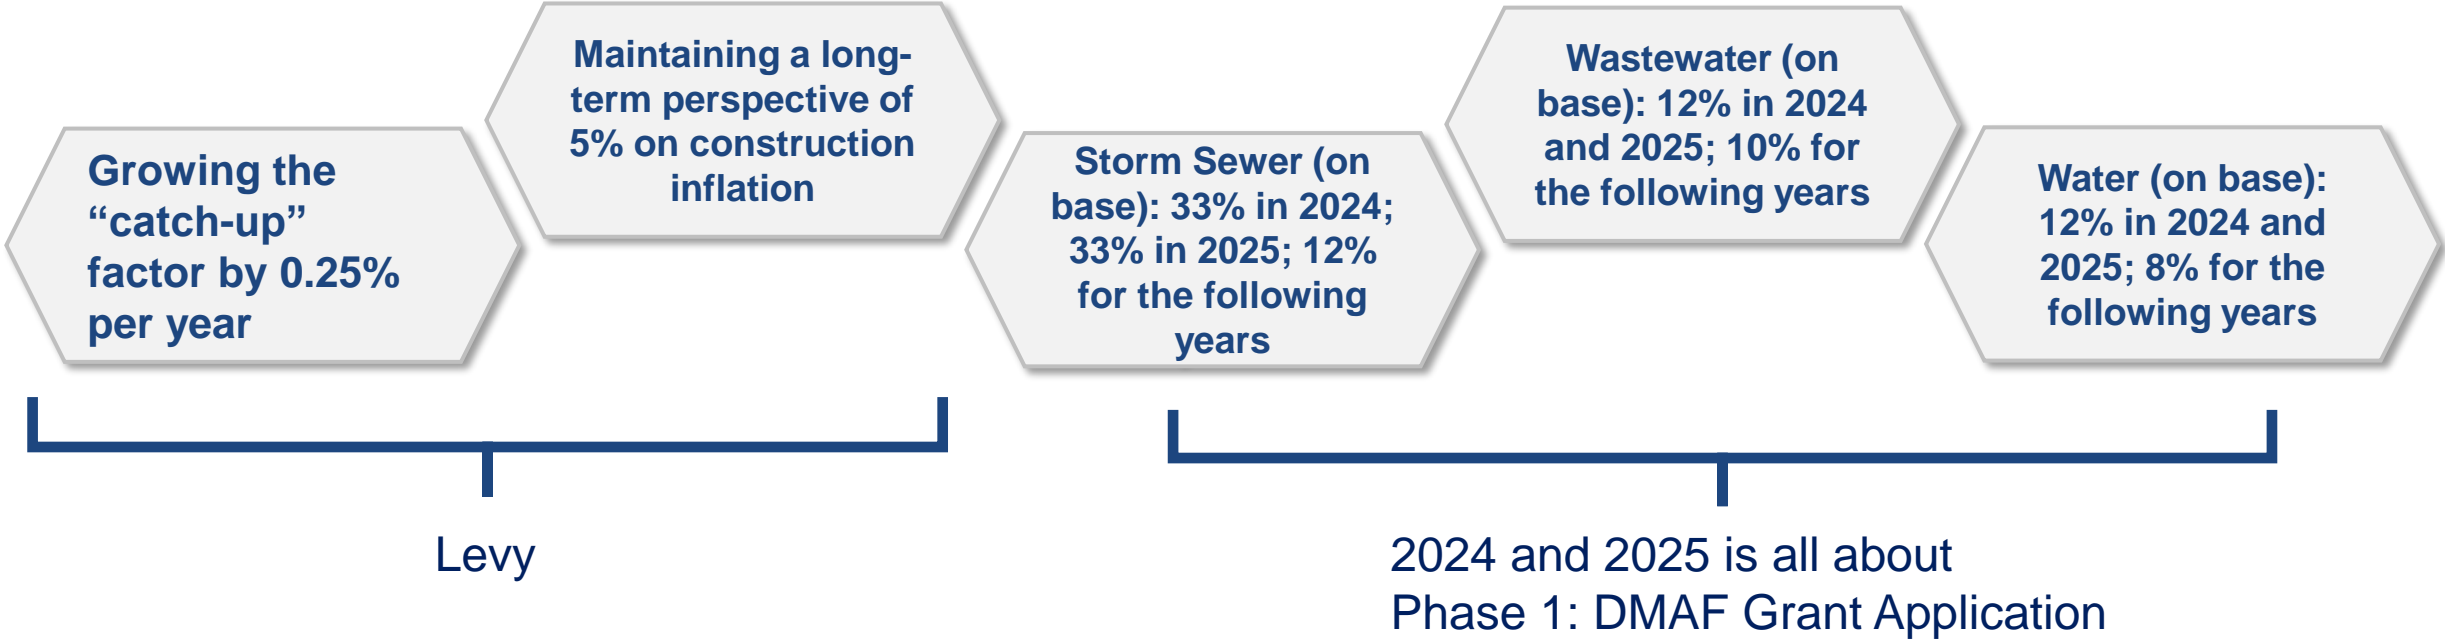 Growing the
“catch-up”
factor by 0.25%
per year
Maintaining a long-
term perspective of
5% on construction
inflation
Storm Sewer (on
base): 33% in 2024;
33% in 2025; 12%
for the following
years
Wastewater (on
base): 12% in 2024
and 2025; 10% for
the following years
Water (on base):
12% in 2024 and
2025; 8% for the
following years
Levy
2024 and 2025 is all about
Phase 1: DMAF Grant Application